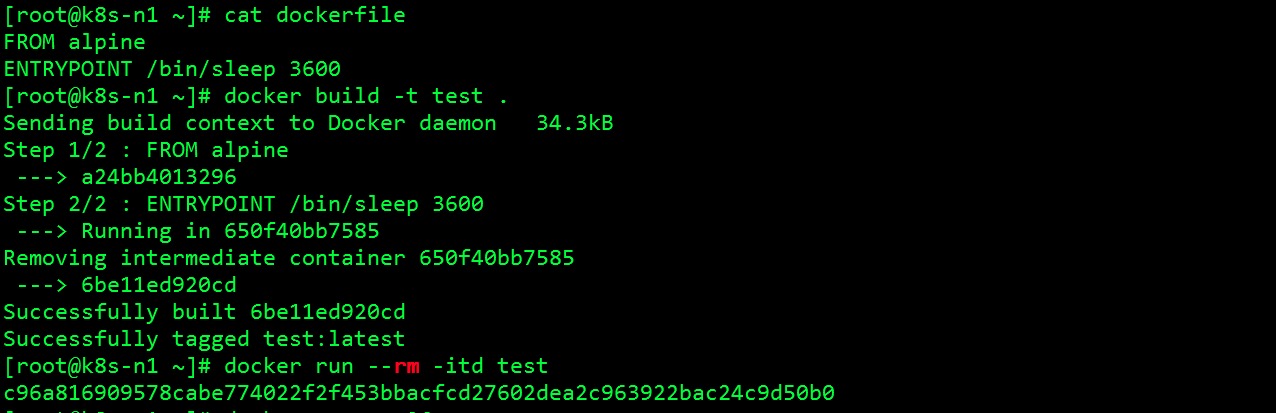 [root@k8s-n1 ~]# cat dockerfile
FROM alpine
ENTRYPOINT /bin/sleep 3600
[root@k8s-n1 ~]# docker build -t test .
Sending build context to Docker daemon   34.3kB
Step 1/2 : FROM alpine
 ---> a24bb4013296
Step 2/2 : ENTRYPOINT /bin/sleep 3600
 ---> Running in 650f40bb7585
Removing intermediate container 650f40bb7585
 ---> 6be11ed920cd
Successfully built 6be11ed920cd
Successfully tagged test:latest
[root@k8s-n1 ~]# docker run --rm -itd test
c96a816909578cabe774022f2f453bbacfcd27602dea2c963922bac24c9d50b0